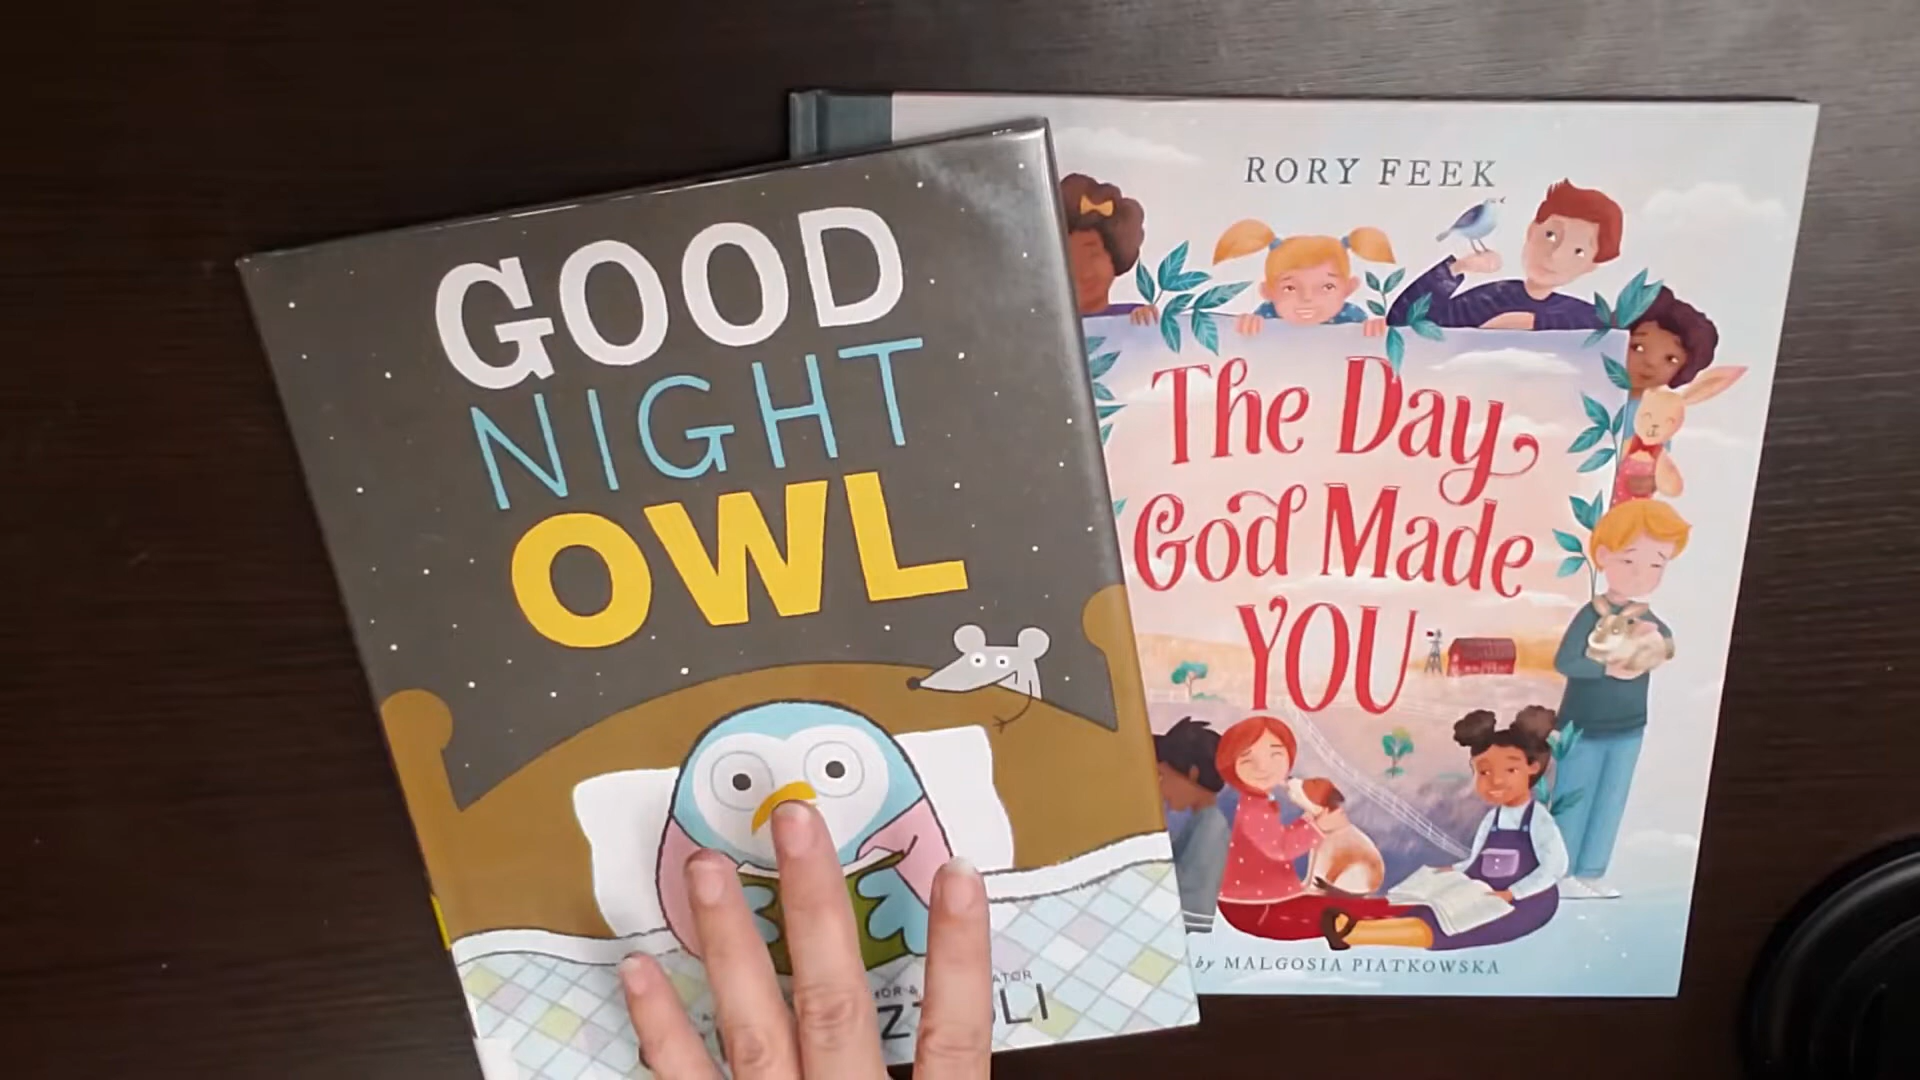 GOOD
NIGHT
OWL
RORY FEEK
The Day
God Made
YOU
by MALGOSIA PIATKOWSKA